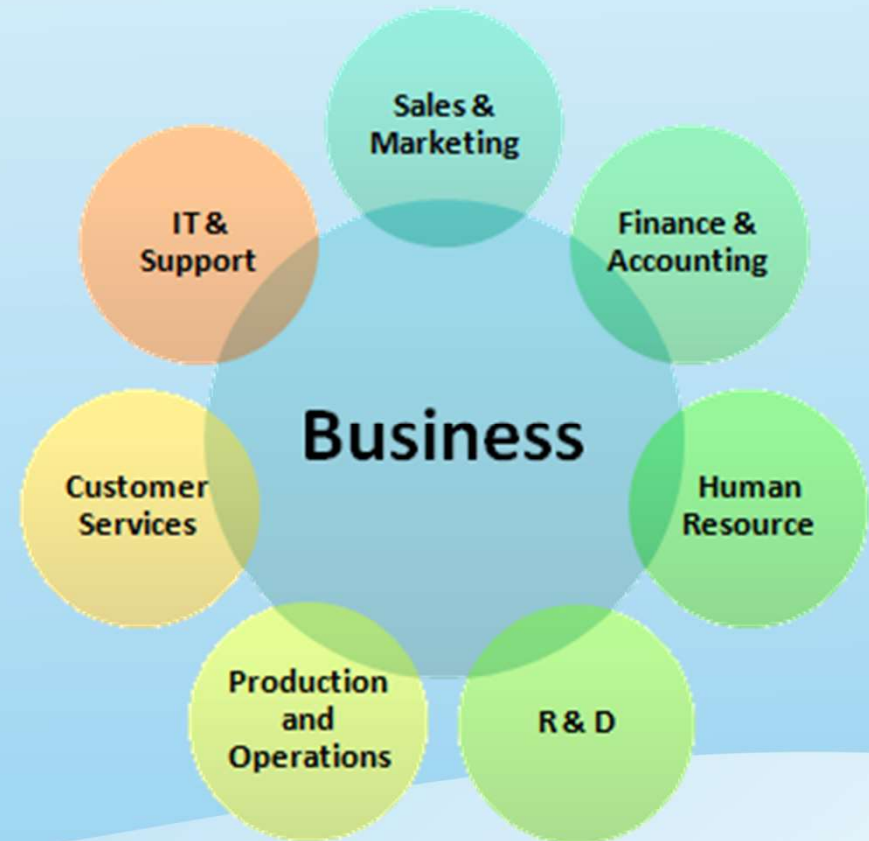 Sales &
Marketing
Finance &
Accounting
Human
Resource
R & D
Production
and
Operations
Customer
Services
IT &
Support
Business